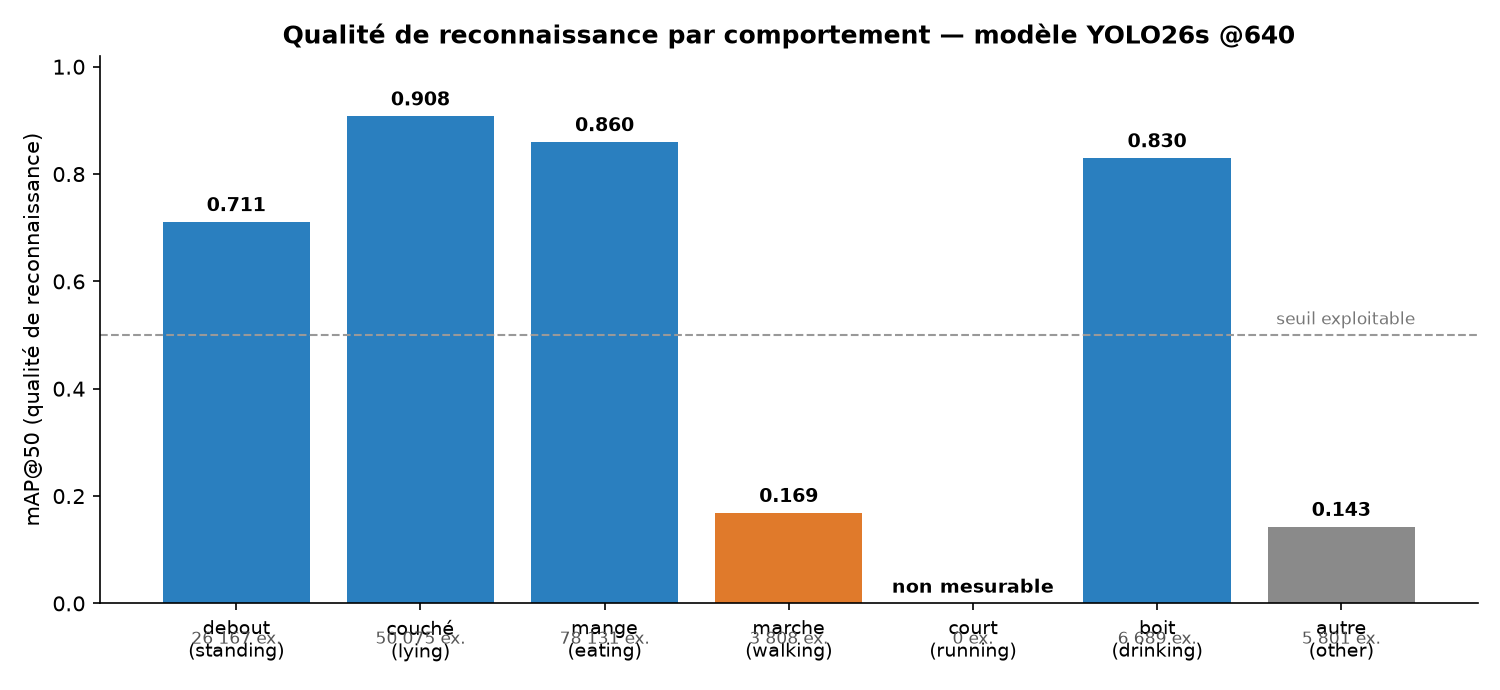 Qualité de reconnaissance par comportement — modèle YOLO26s @640
mAP@50 (qualité de reconnaissance)
1.0
0.8
0.6
0.4
0.2
0.0
0.711
0.908
0.860
0.169
non mesurable
0.830
0.143
seuil exploitable
debout
26 167 ex.
(standing)
couché
50 075 ex.
(lying)
mange
78 131 ex.
(eating)
marche
3 808 ex.
(walking)
court
0 ex.
(running)
boit
6 689 ex.
(drinking)
autre
5 801 ex.
(other)